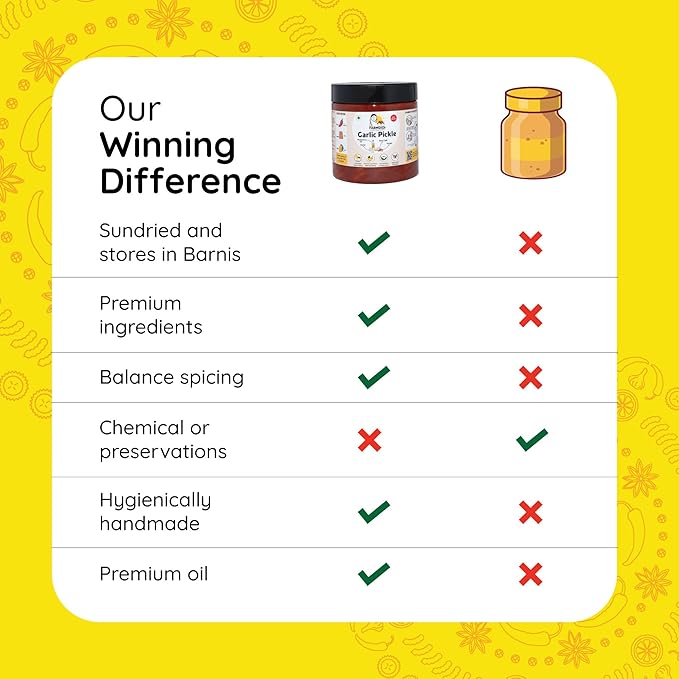 Our
Winning
Difference
Garlic Pickle
Sundried and
stores in Barnis
Premium
ingredients
Balance spicing
Chemical or
preservations
Hygienically
handmade
Premium oil